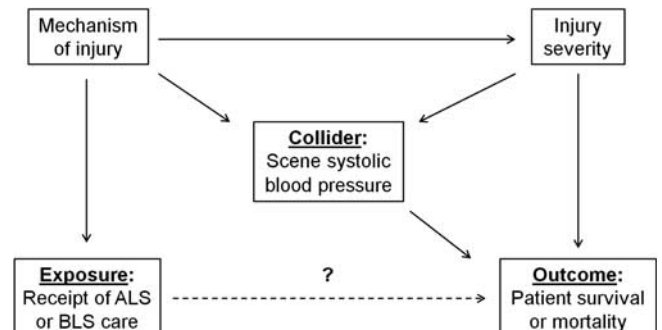 Mechanism
of injury
Injury
severity
Collider:
Scene systolic
blood pressure
Exposure:
Receipt of ALS
or BLS care
?
Outcome:
Patient survival
or mortality